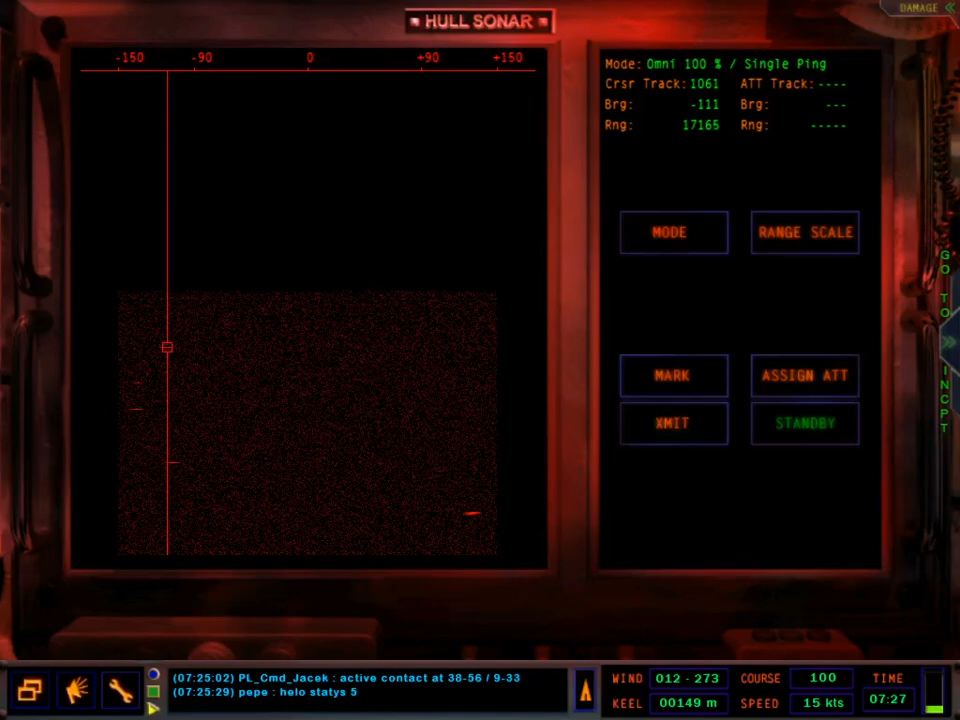 DAMAGE
HULL SONAR
-150 -90 0 +90 +150
Mode: Omni 100 % / Single Ping
Crsr Track: 1061 ATT Track: ----
Brg: -111 Brg: ---
Rng: 17165 Rng: -----
MODE RANGE SCALE
GO TO INCPT
MARK ASSIGN ATT
XMIT STANDBY
(07:25:02) PL_Cmd_Jacek : active contact at 38-56 / 9-33
(07:25:29) pepe : helo statys 5
WIND 012 - 273 COURSE 100 TIME
KEEL 00149 m SPEED 15 kts 07:27